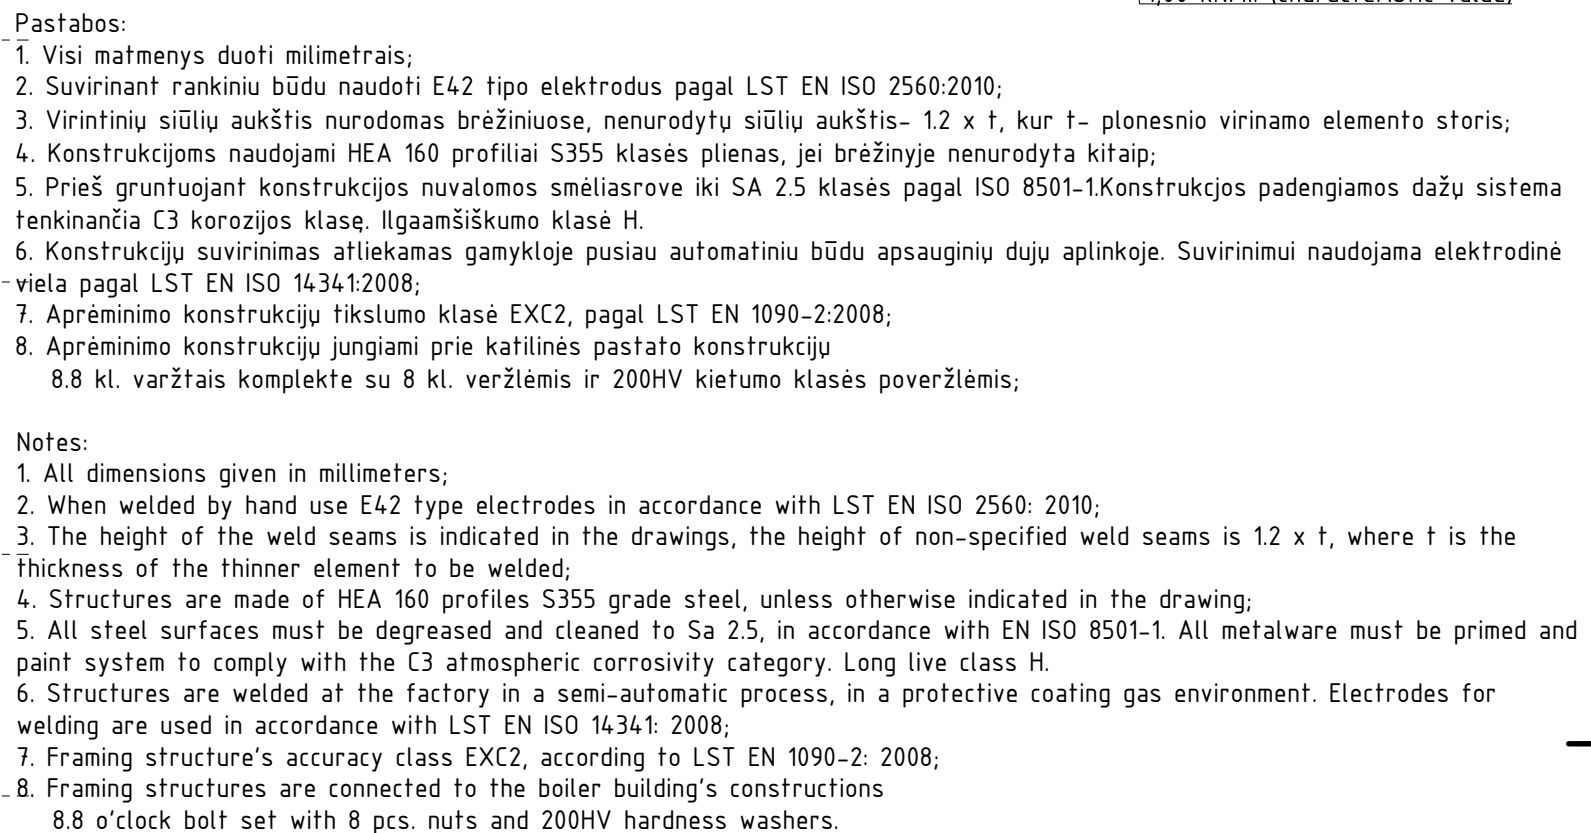 Pastabos:
1. Visi matmenys duoti milimetrais;
2. Suvirinant rankiniu būdu naudoti E42 tipo elektrodus pagal LST EN ISO 2560:2010;
3. Virintinių siūlių aukštis nurodomas brėžiniuose, nenurodytų siūlių aukštis- 1.2 x t, kur t- plonesnio virinamo elemento storis;
4. Konstrukcijoms naudojami HEA 160 profiliai S355 klasės plienas, jei brėžinyje nenurodyta kitaip;
5. Prieš gruntuojant konstrukcijos nuvalomos smėliasrove iki SA 2.5 klasės pagal ISO 8501-1.Konstrukcjos padengiamos dažų sistema
tenkinančia C3 korozijos klasę. Ilgaamšiškumo klasė H.
6. Konstrukcijų suvirinimas atliekamas gamykloje pusiau automatiniu būdu apsauginių dujų aplinkoje. Suvirinimui naudojama elektrodinė
viela pagal LST EN ISO 14341:2008;
7. Aprėminimo konstrukcijų tikslumo klasė EXC2, pagal LST EN 1090-2:2008;
8. Aprėminimo konstrukcijų jungiami prie katilinės pastato konstrukcijų
8.8 kl. varžtais komplekte su 8 kl. veržlėmis ir 200HV kietumo klasės poveržlėmis;
Notes:
1. All dimensions given in millimeters;
2. When welded by hand use E42 type electrodes in accordance with LST EN ISO 2560: 2010;
3. The height of the weld seams is indicated in the drawings, the height of non-specified weld seams is 1.2 x t, where t is the
thickness of the thinner element to be welded;
4. Structures are made of HEA 160 profiles S355 grade steel, unless otherwise indicated in the drawing;
5. All steel surfaces must be degreased and cleaned to Sa 2.5, in accordance with EN ISO 8501-1. All metalware must be primed and
paint system to comply with the C3 atmospheric corrosivity category. Long live class H.
6. Structures are welded at the factory in a semi-automatic process, in a protective coating gas environment. Electrodes for
welding are used in accordance with LST EN ISO 14341: 2008;
7. Framing structure's accuracy class EXC2, according to LST EN 1090-2: 2008;
8. Framing structures are connected to the boiler building's constructions
8.8 o'clock bolt set with 8 pcs. nuts and 200HV hardness washers.